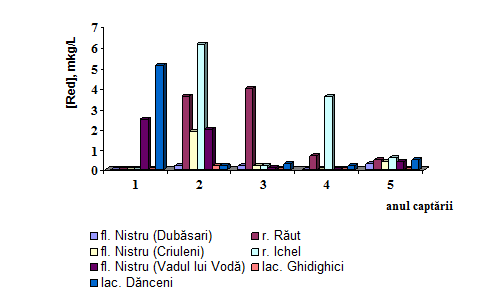 [Red], mkg/L
7
6
5
4
3
2
1
0
1 2 3 4 5
anul captării
fl. Nistru (Dubăsari) r. Răut
fl. Nistru (Criuleni) r. Ichel
fl. Nistru (Vadul lui Vodă) lac. Ghidighici
lac. Dănceni